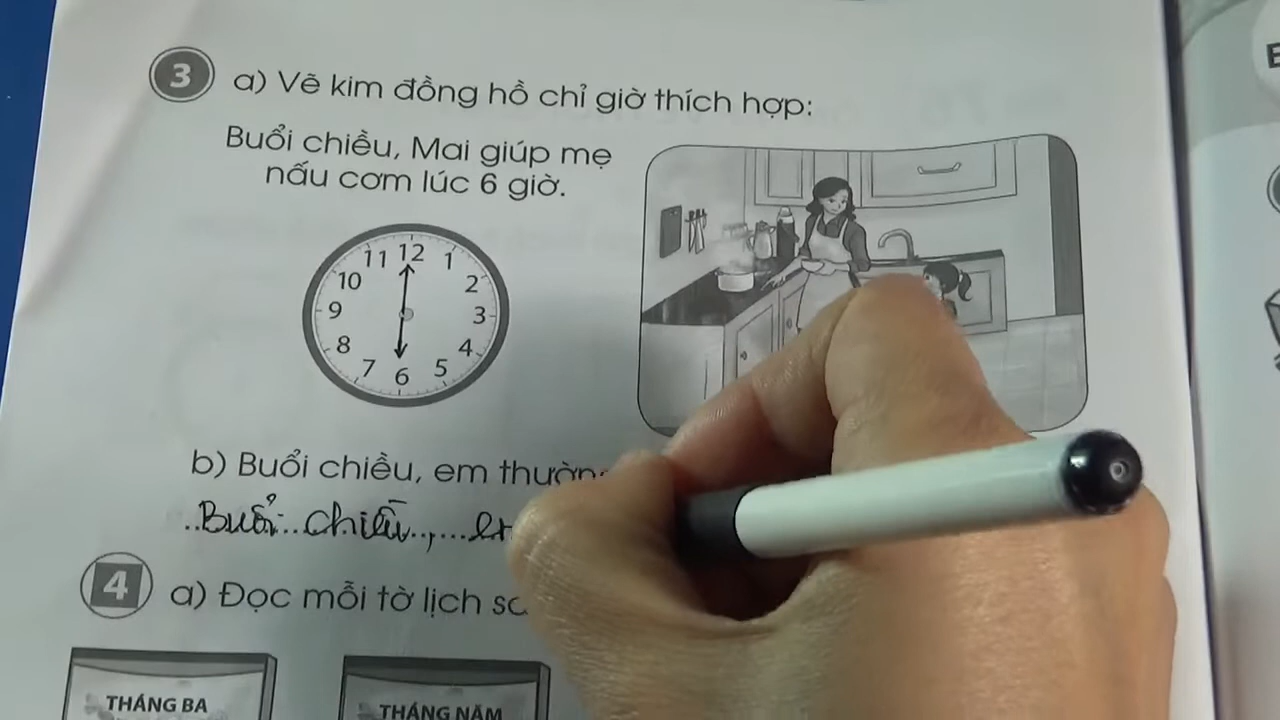 3 a) Vẽ kim đồng hồ chỉ giờ thích hợp:
Buổi chiều, Mai giúp mẹ
nấu cơm lúc 6 giờ.
11 12 1
10 2
9 3
8 4
7 6 5
b) Buổi chiều, em
Buổi chiều,
4 a) Đọc mỗi tờ lịch
THÁNG BA
THÁNG NĂM